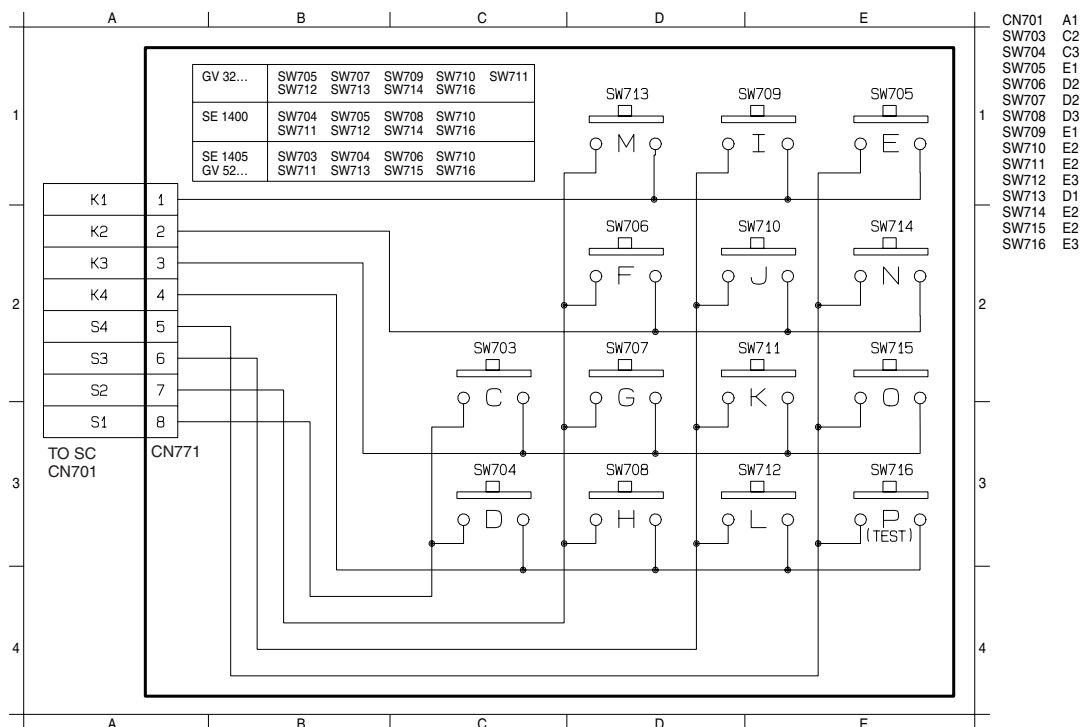 A B C D E
CN701 A1
SW703 C2
SW704 C3
SW705 E1
SW706 D2
SW707 D2
SW708 D3
SW709 E1
SW710 E2
SW711 E2
SW712 E3
SW713 D1
SW714 E2
SW715 E2
SW716 E3
GV 32... SW705 SW707 SW709 SW710 SW711
SW712 SW713 SW714 SW716
SE 1400 SW704 SW705 SW708 SW710
SW711 SW712 SW714 SW716
SE 1405 SW703 SW704 SW706 SW710
GV 52... SW711 SW713 SW715 SW716
SW713 SW709 SW705
1 1
M I E
K1 1
K2 2
K3 3
K4 4
S4 5
S3 6
S2 7
S1 8
TO SC CN771
CN701
SW706 SW710 SW714
F J N
2 2
SW703 SW707 SW711 SW715
C G K O
3 3
SW704 SW708 SW712 SW716
D H L P
(TEST)
4 4
A B C D E